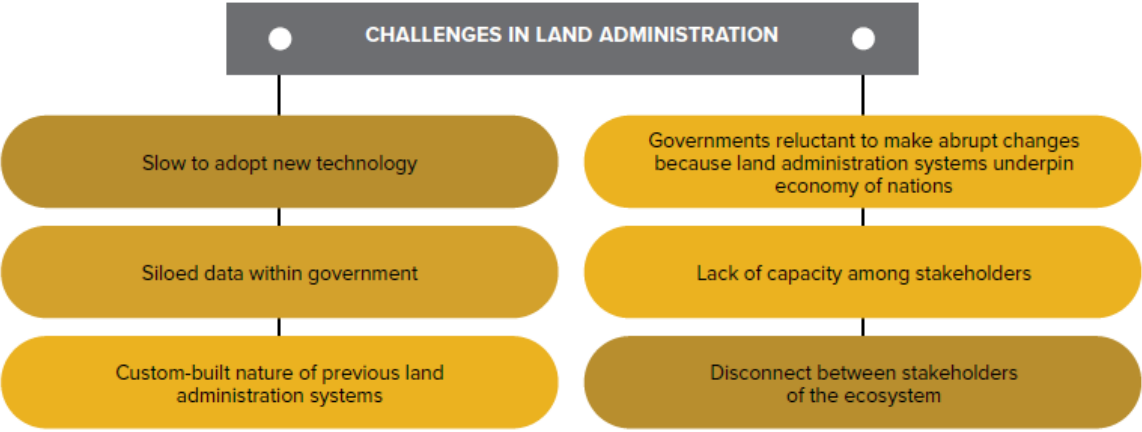 CHALLENGES IN LAND ADMINISTRATION
Slow to adopt new technology
Siloed data within government
Custom-built nature of previous land
administration systems
Governments reluctant to make abrupt changes
because land administration systems underpin
economy of nations
Lack of capacity among stakeholders
Disconnect between stakeholders
of the ecosystem